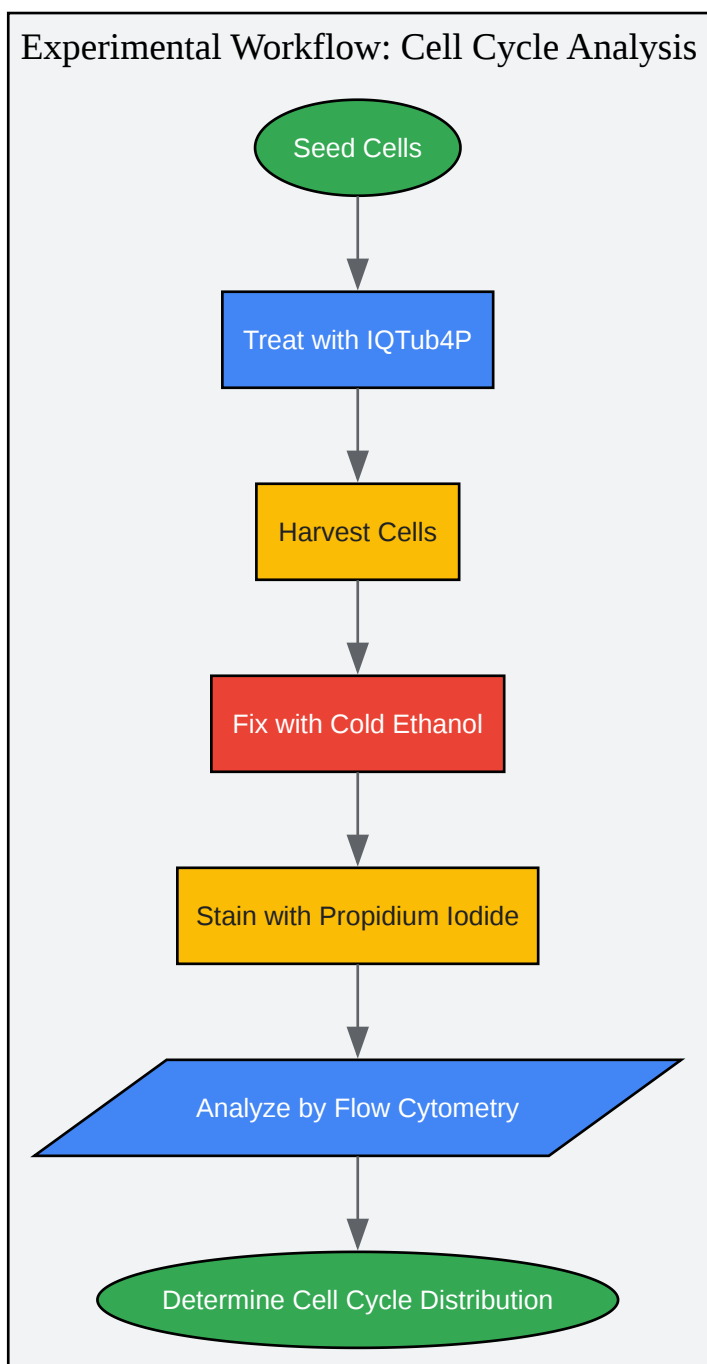 Experimental Workflow: Cell Cycle Analysis
Seed Cells
Treat with IQTub4P
Harvest Cells
Fix with Cold Ethanol
Stain with Propidium Iodide
Analyze by Flow Cytometry
Determine Cell Cycle Distribution